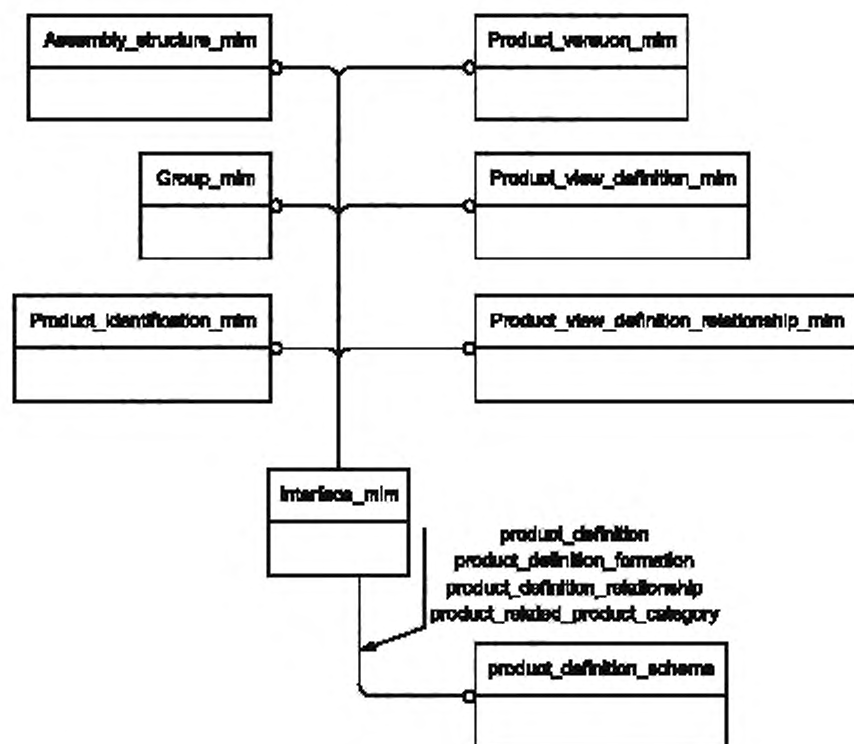 Assembly_structure_mim
Product_version_mim
Group_mim
Product_view_definition_mim
Product_identification_mim
Product_view_definition_relationship_mim
Interface_mim
product_definition
product_definition_formation
product_definition_relationship
product_related_product_category
product_definition_schema